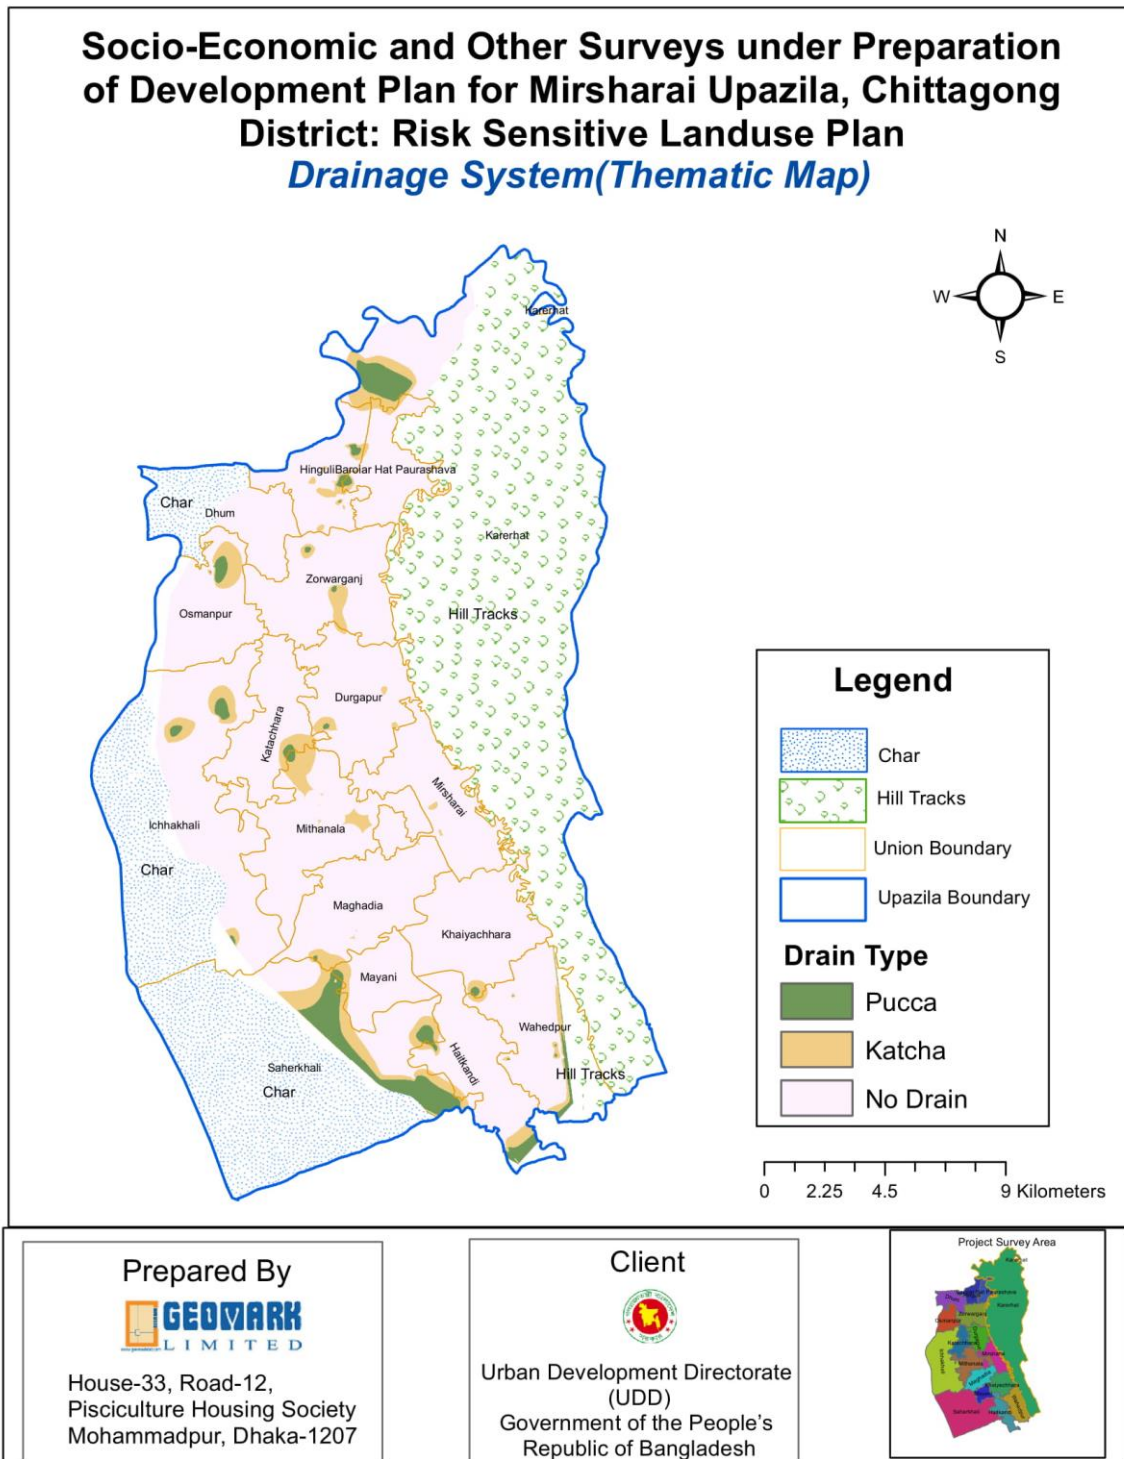 Socio-Economic and Other Surveys under Preparation
of Development Plan for Mirsharai Upazila, Chittagong
District: Risk Sensitive Landuse Plan
Drainage System(Thematic Map)
N
W
E
S
Karerhat
HinguliBaroiar Hat Paurashava
Char
Dhum
Karerhat
Zorwarganj
Osmanpur
Hill Tracks
Durgapur
Katachhara
Mirsharai
Ichhakhali
Mithanala
Char
Maghadia
Khaiyachhara
Mayani
Wahedpur
Haitkandi
Saherkhali
Char
Hill Tracks
Legend
Char
Hill Tracks
Union Boundary
Upazila Boundary
Drain Type
Pucca
Katcha
No Drain
0 2.25 4.5 9 Kilometers
Prepared By
GEOMARK
LIMITED
House-33, Road-12,
Pisciculture Housing Society
Mohammadpur, Dhaka-1207
Client
Urban Development Directorate
(UDD)
Government of the People's
Republic of Bangladesh
Project Survey Area
Karerhat
Karerhat
Maghadia
Saherkhali